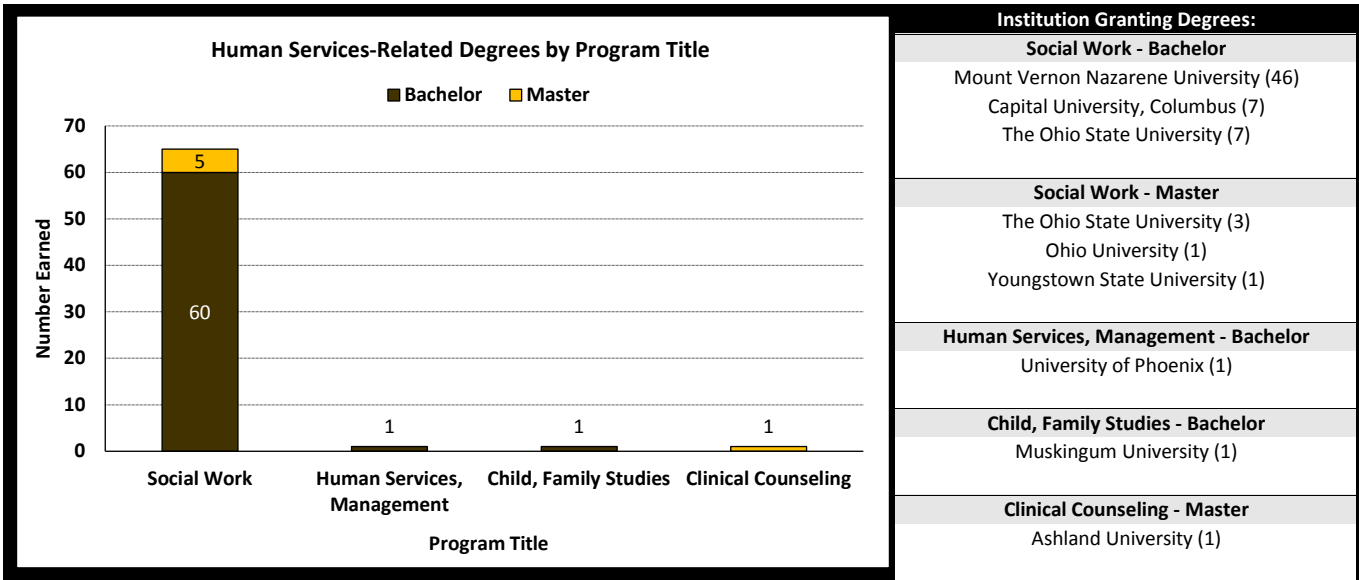 Human Services-Related Degrees by Program Title
Bachelor Master
Number Earned
70
60
50
40
30
20
10
0
5
60
1
1
1
Social Work
Human Services,
Management
Child, Family Studies
Clinical Counseling
Program Title
Institution Granting Degrees:
Social Work - Bachelor
Mount Vernon Nazarene University (46)
Capital University, Columbus (7)
The Ohio State University (7)
Social Work - Master
The Ohio State University (3)
Ohio University (1)
Youngstown State University (1)
Human Services, Management - Bachelor
University of Phoenix (1)
Child, Family Studies - Bachelor
Muskingum University (1)
Clinical Counseling - Master
Ashland University (1)